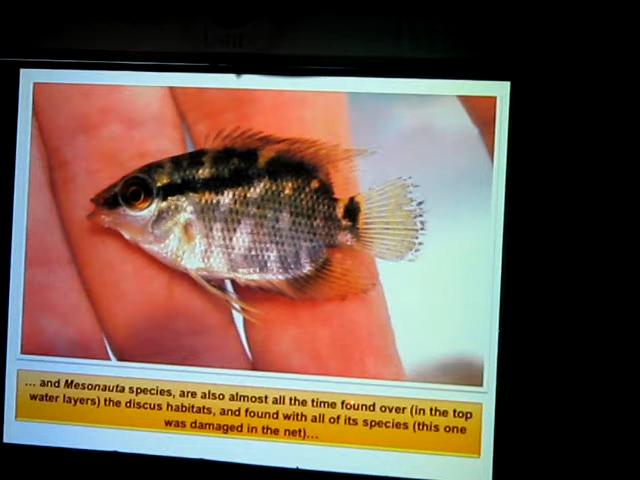 ... and Mesonauta species, are also almost all the time found over (in the top
water layers) the discus habitats, and found with all of its species (this one
was damaged in the net)...